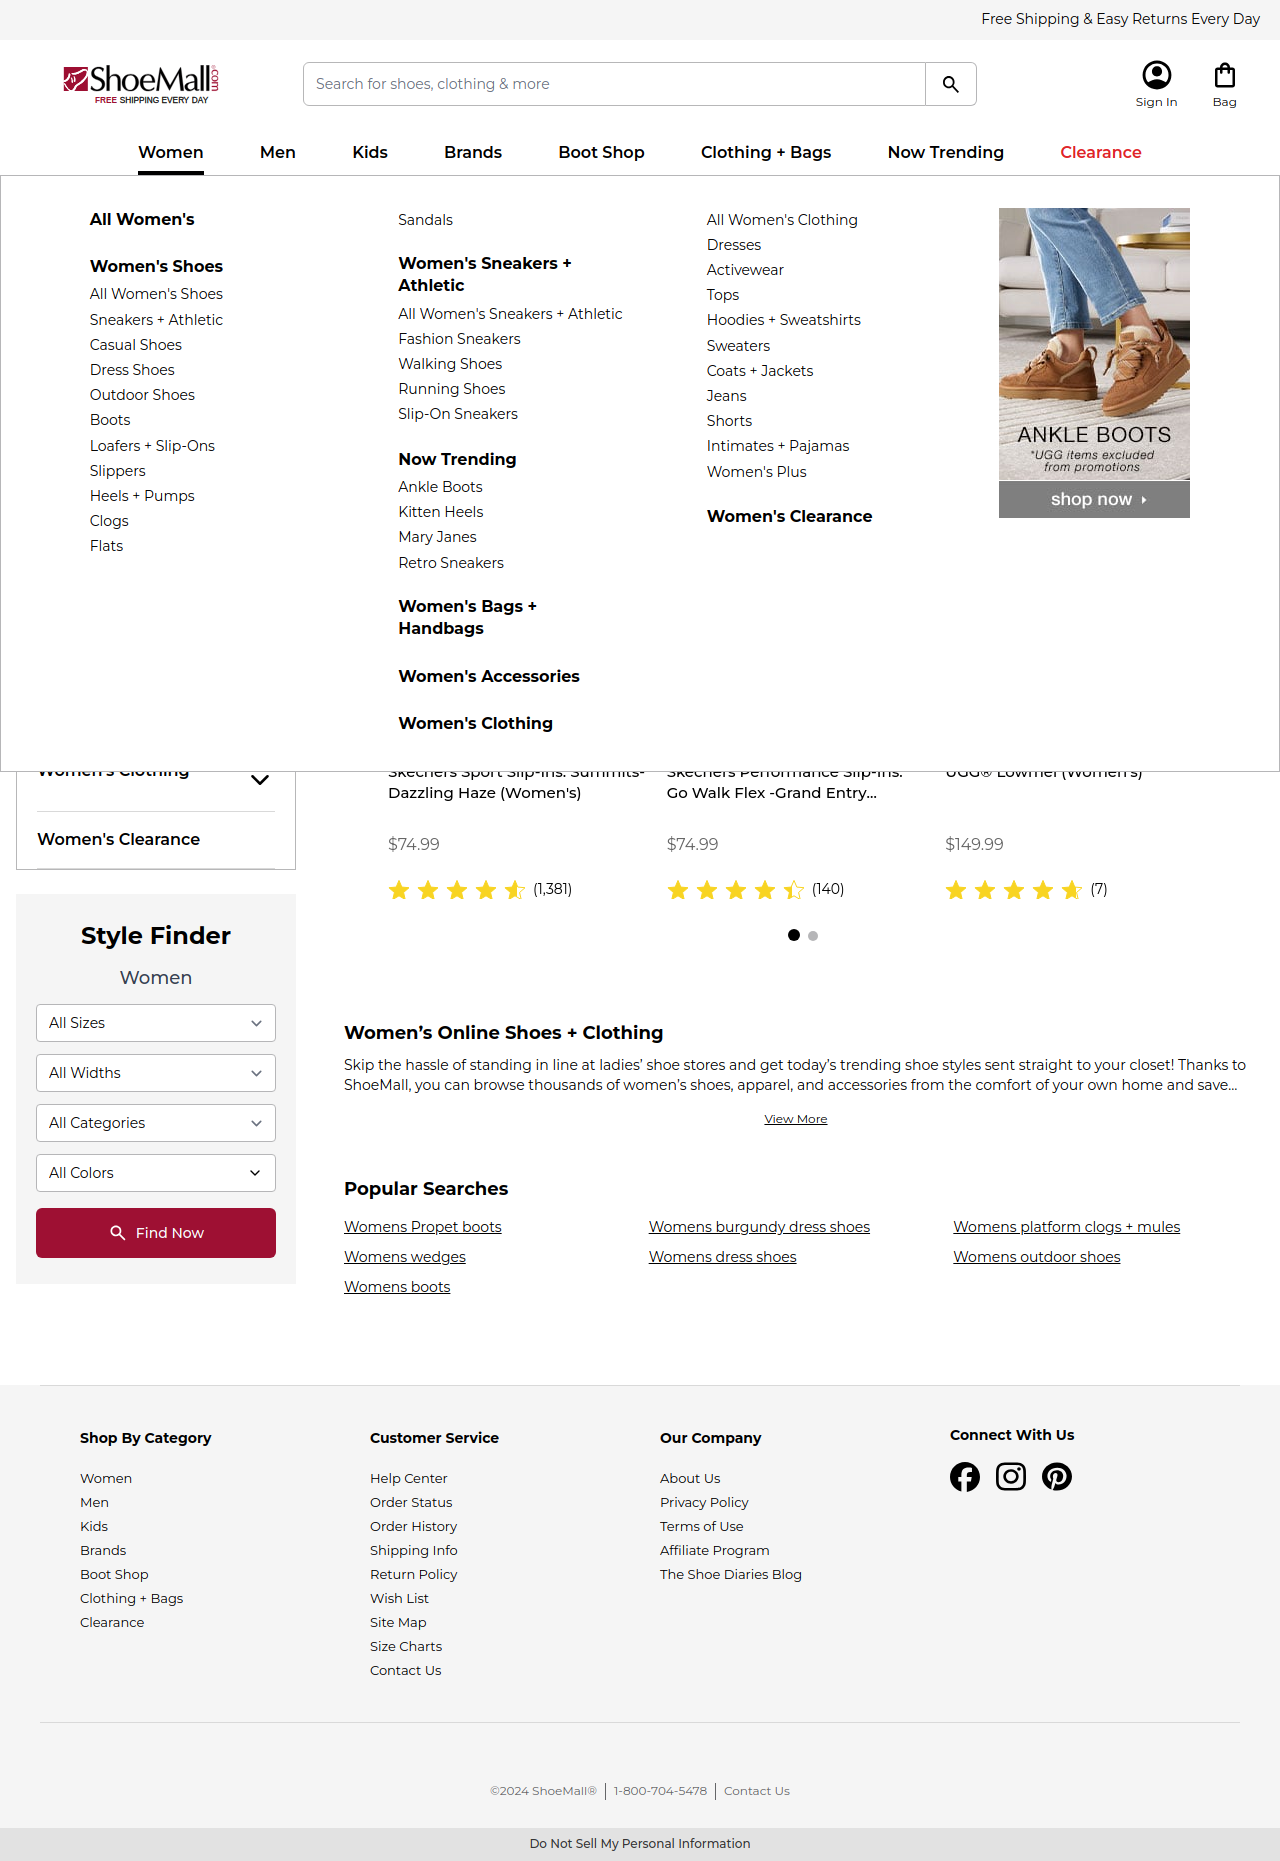 Free Shipping & Easy Returns Every Day
ShoeMall.com
FREE SHIPPING EVERY DAY
Search for shoes, clothing & more
Sign In
Bag
Women
Men
Kids
Brands
Boot Shop
Clothing + Bags
Now Trending
Clearance
All Women's
Women's Shoes
All Women's Shoes
Sneakers + Athletic
Casual Shoes
Dress Shoes
Outdoor Shoes
Boots
Loafers + Slip-Ons
Slippers
Heels + Pumps
Clogs
Flats
Sandals
Women's Sneakers +
Athletic
All Women's Sneakers + Athletic
Fashion Sneakers
Walking Shoes
Running Shoes
Slip-On Sneakers
Now Trending
Ankle Boots
Kitten Heels
Mary Janes
Retro Sneakers
Women's Bags +
Handbags
Women's Accessories
Women's Clothing
All Women's Clothing
Dresses
Activewear
Tops
Hoodies + Sweatshirts
Sweaters
Coats + Jackets
Jeans
Shorts
Intimates + Pajamas
Women's Plus
Women's Clearance
ANKLE BOOTS
*UGG items excluded
from promotions
shop now
Women's Clothing
Women's Clearance
Skechers Sport Slip-Ins: Summits-
Dazzling Haze (Women's)
$74.99
(1,381)
Skechers Performance Slip-Ins:
Go Walk Flex -Grand Entry...
$74.99
(140)
UGG® Lowmel (Women's)
$149.99
(7)
Style Finder
Women
All Sizes
All Widths
All Categories
All Colors
Find Now
Women’s Online Shoes + Clothing
Skip the hassle of standing in line at ladies’ shoe stores and get today’s trending shoe styles sent straight to your closet! Thanks to
ShoeMall, you can browse thousands of women’s shoes, apparel, and accessories from the comfort of your own home and save...
View More
Popular Searches
Womens Propet boots
Womens burgundy dress shoes
Womens platform clogs + mules
Womens wedges
Womens dress shoes
Womens outdoor shoes
Womens boots
Shop By Category
Women
Men
Kids
Brands
Boot Shop
Clothing + Bags
Clearance
Customer Service
Help Center
Order Status
Order History
Shipping Info
Return Policy
Wish List
Site Map
Size Charts
Contact Us
Our Company
About Us
Privacy Policy
Terms of Use
Affiliate Program
The Shoe Diaries Blog
Connect With Us
©2024 ShoeMall® | 1-800-704-5478 | Contact Us
Do Not Sell My Personal Information